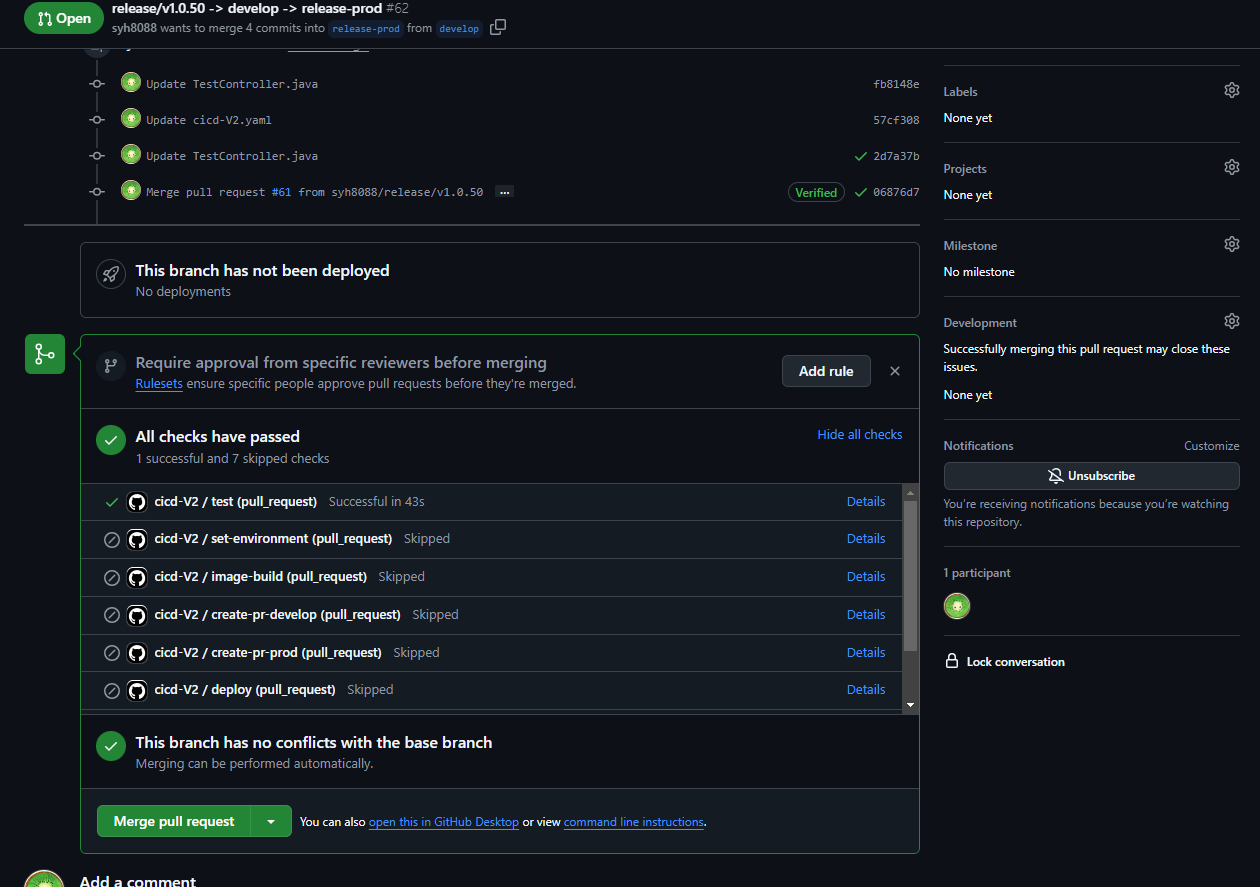 Open
release/v1.0.50 -> develop -> release-prod #62
syh8088 wants to merge 4 commits into release-prod from develop
Update TestController.java fb8148e
Update cicd-V2.yaml 57cf308
Update TestController.java 2d7a37b
Merge pull request #61 from syh8088/release/v1.0.50 ... Verified 06876d7
This branch has not been deployed
No deployments
Require approval from specific reviewers before merging
Rulesets ensure specific people approve pull requests before they're merged.
Add rule
All checks have passed
1 successful and 7 skipped checks
Hide all checks
cicd-V2 / test (pull_request) Successful in 43s Details
cicd-V2 / set-environment (pull_request) Skipped Details
cicd-V2 / image-build (pull_request) Skipped Details
cicd-V2 / create-pr-develop (pull_request) Skipped Details
cicd-V2 / create-pr-prod (pull_request) Skipped Details
cicd-V2 / deploy (pull_request) Skipped Details
This branch has no conflicts with the base branch
Merging can be performed automatically.
Merge pull request
You can also open this in GitHub Desktop or view command line instructions.
Add a comment
Labels
None yet
Projects
None yet
Milestone
No milestone
Development
Successfully merging this pull request may close these
issues.
None yet
Notifications Customize
Unsubscribe
You're receiving notifications because you're watching
this repository.
1 participant
Lock conversation